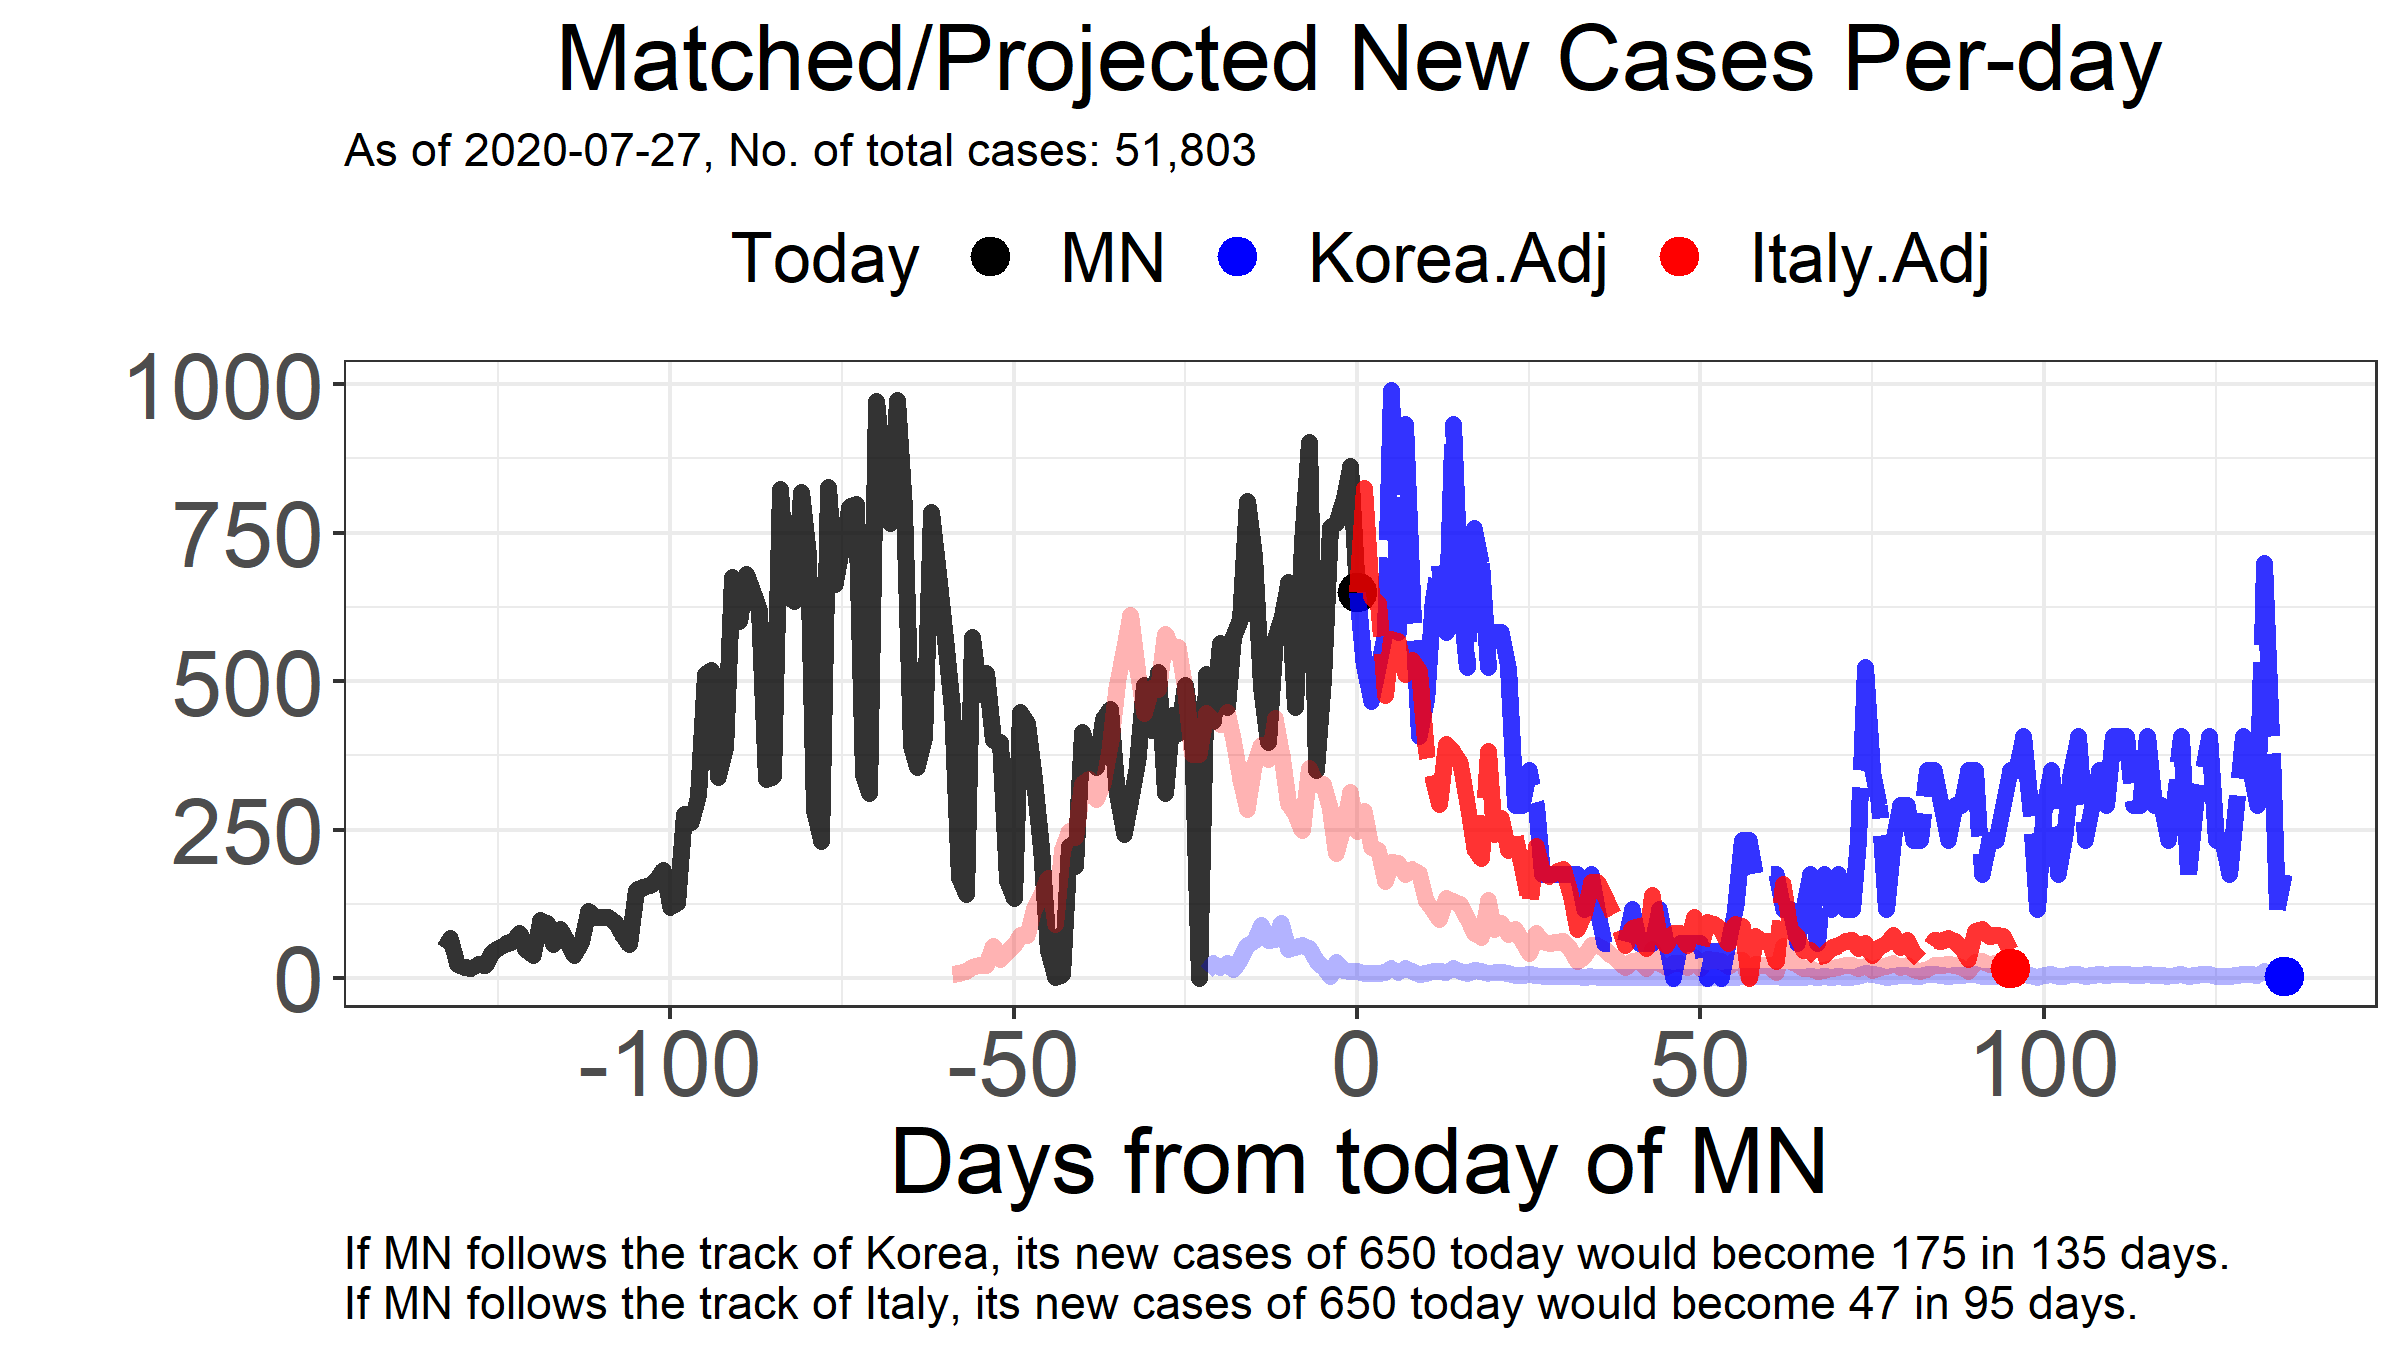 Matched/Projected New Cases Per-day
As of 2020-07-27, No. of total cases: 51,803
Today MN Korea.Adj Italy.Adj
1000
750
500
250
0
-100 -50 0 50 100
Days from today of MN
If MN follows the track of Korea, its new cases of 650 today would become 175 in 135 days.
If MN follows the track of Italy, its new cases of 650 today would become 47 in 95 days.